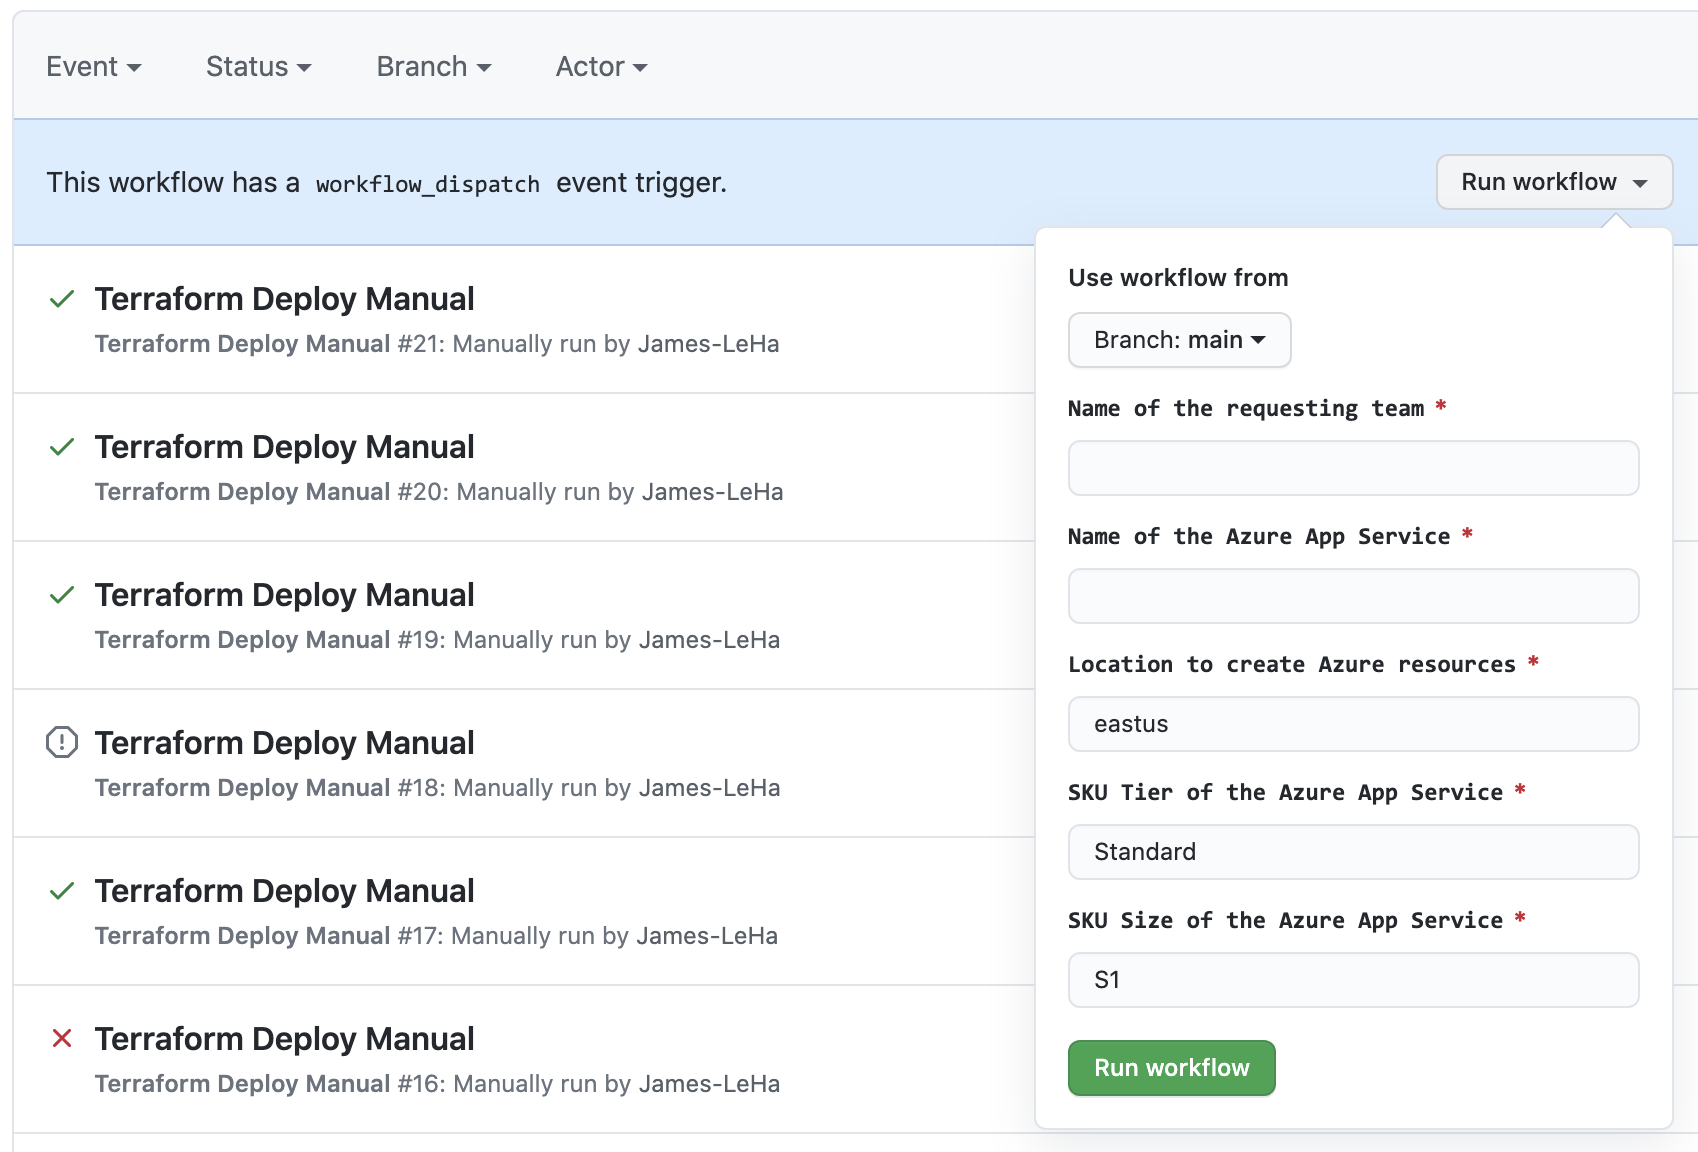 Event Status Branch Actor
This workflow has a workflow_dispatch event trigger.
Run workflow
Terraform Deploy Manual
Terraform Deploy Manual #21: Manually run by James-LeHa
Terraform Deploy Manual
Terraform Deploy Manual #20: Manually run by James-LeHa
Terraform Deploy Manual
Terraform Deploy Manual #19: Manually run by James-LeHa
Terraform Deploy Manual
Terraform Deploy Manual #18: Manually run by James-LeHa
Terraform Deploy Manual
Terraform Deploy Manual #17: Manually run by James-LeHa
Terraform Deploy Manual
Terraform Deploy Manual #16: Manually run by James-LeHa
Use workflow from
Branch: main
Name of the requesting team *
Name of the Azure App Service *
Location to create Azure resources *
eastus
SKU Tier of the Azure App Service *
Standard
SKU Size of the Azure App Service *
S1
Run workflow